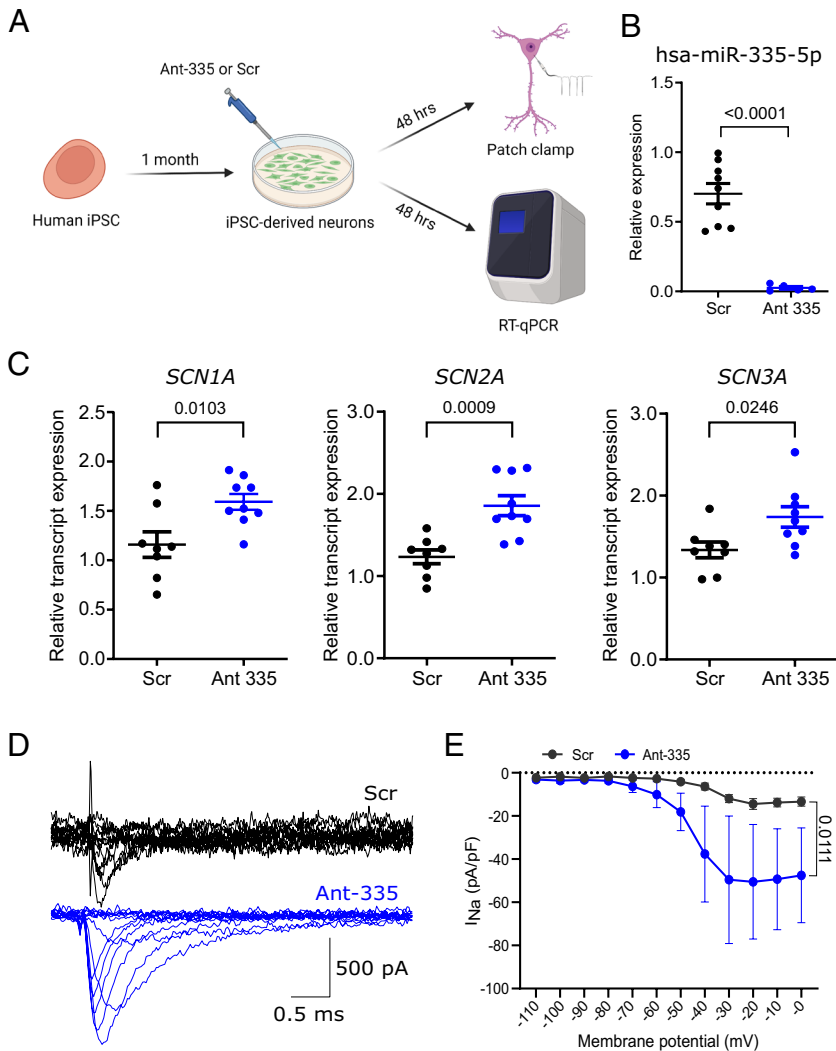 A
Ant-335 or Scr
1 month
48 hrs
48 hrs
Human iPSC
iPSC-derived neurons
Patch clamp
RT-qPCR
B
hsa-miR-335-5p
<0.0001
Relative expression
1.5
1.0
0.5
0.0
Scr
Ant 335
C
SCN1A
0.0103
Relative transcript expression
2.5
2.0
1.5
1.0
0.5
0.0
Scr
Ant 335
SCN2A
0.0009
Relative transcript expression
3.0
2.0
1.0
0.0
Scr
Ant 335
SCN3A
0.0246
Relative transcript expression
3.0
2.0
1.0
0.0
Scr
Ant 335
D
Scr
Ant-335
500 pA
0.5 ms
E
Scr
Ant-335
0
-20
-40
-60
-80
-100
INa (pA/pF)
0.0111
-110
-100
-90
-80
-70
-60
-50
-40
-30
-20
-10
-0
Membrane potential (mV)